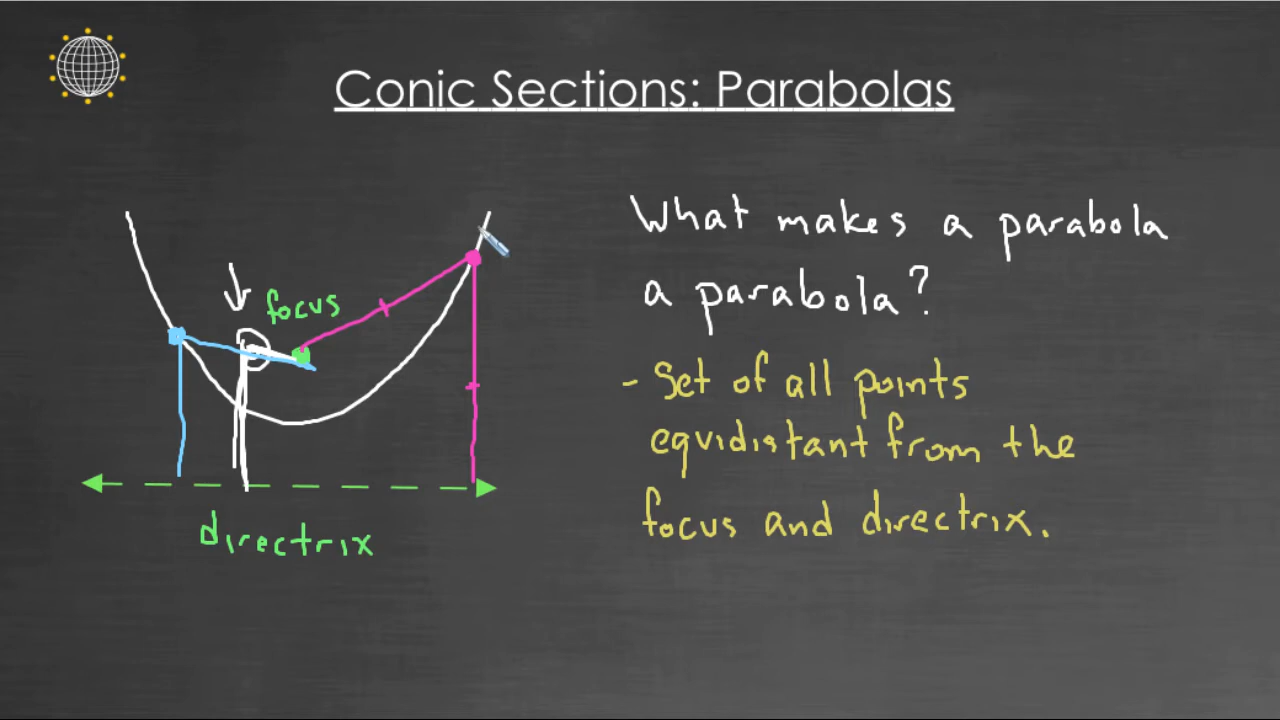 Conic Sections: Parabolas
What makes a parabola
a parabola?
focus
- Set of all points
equidistant from the
focus and directrix.
directrix